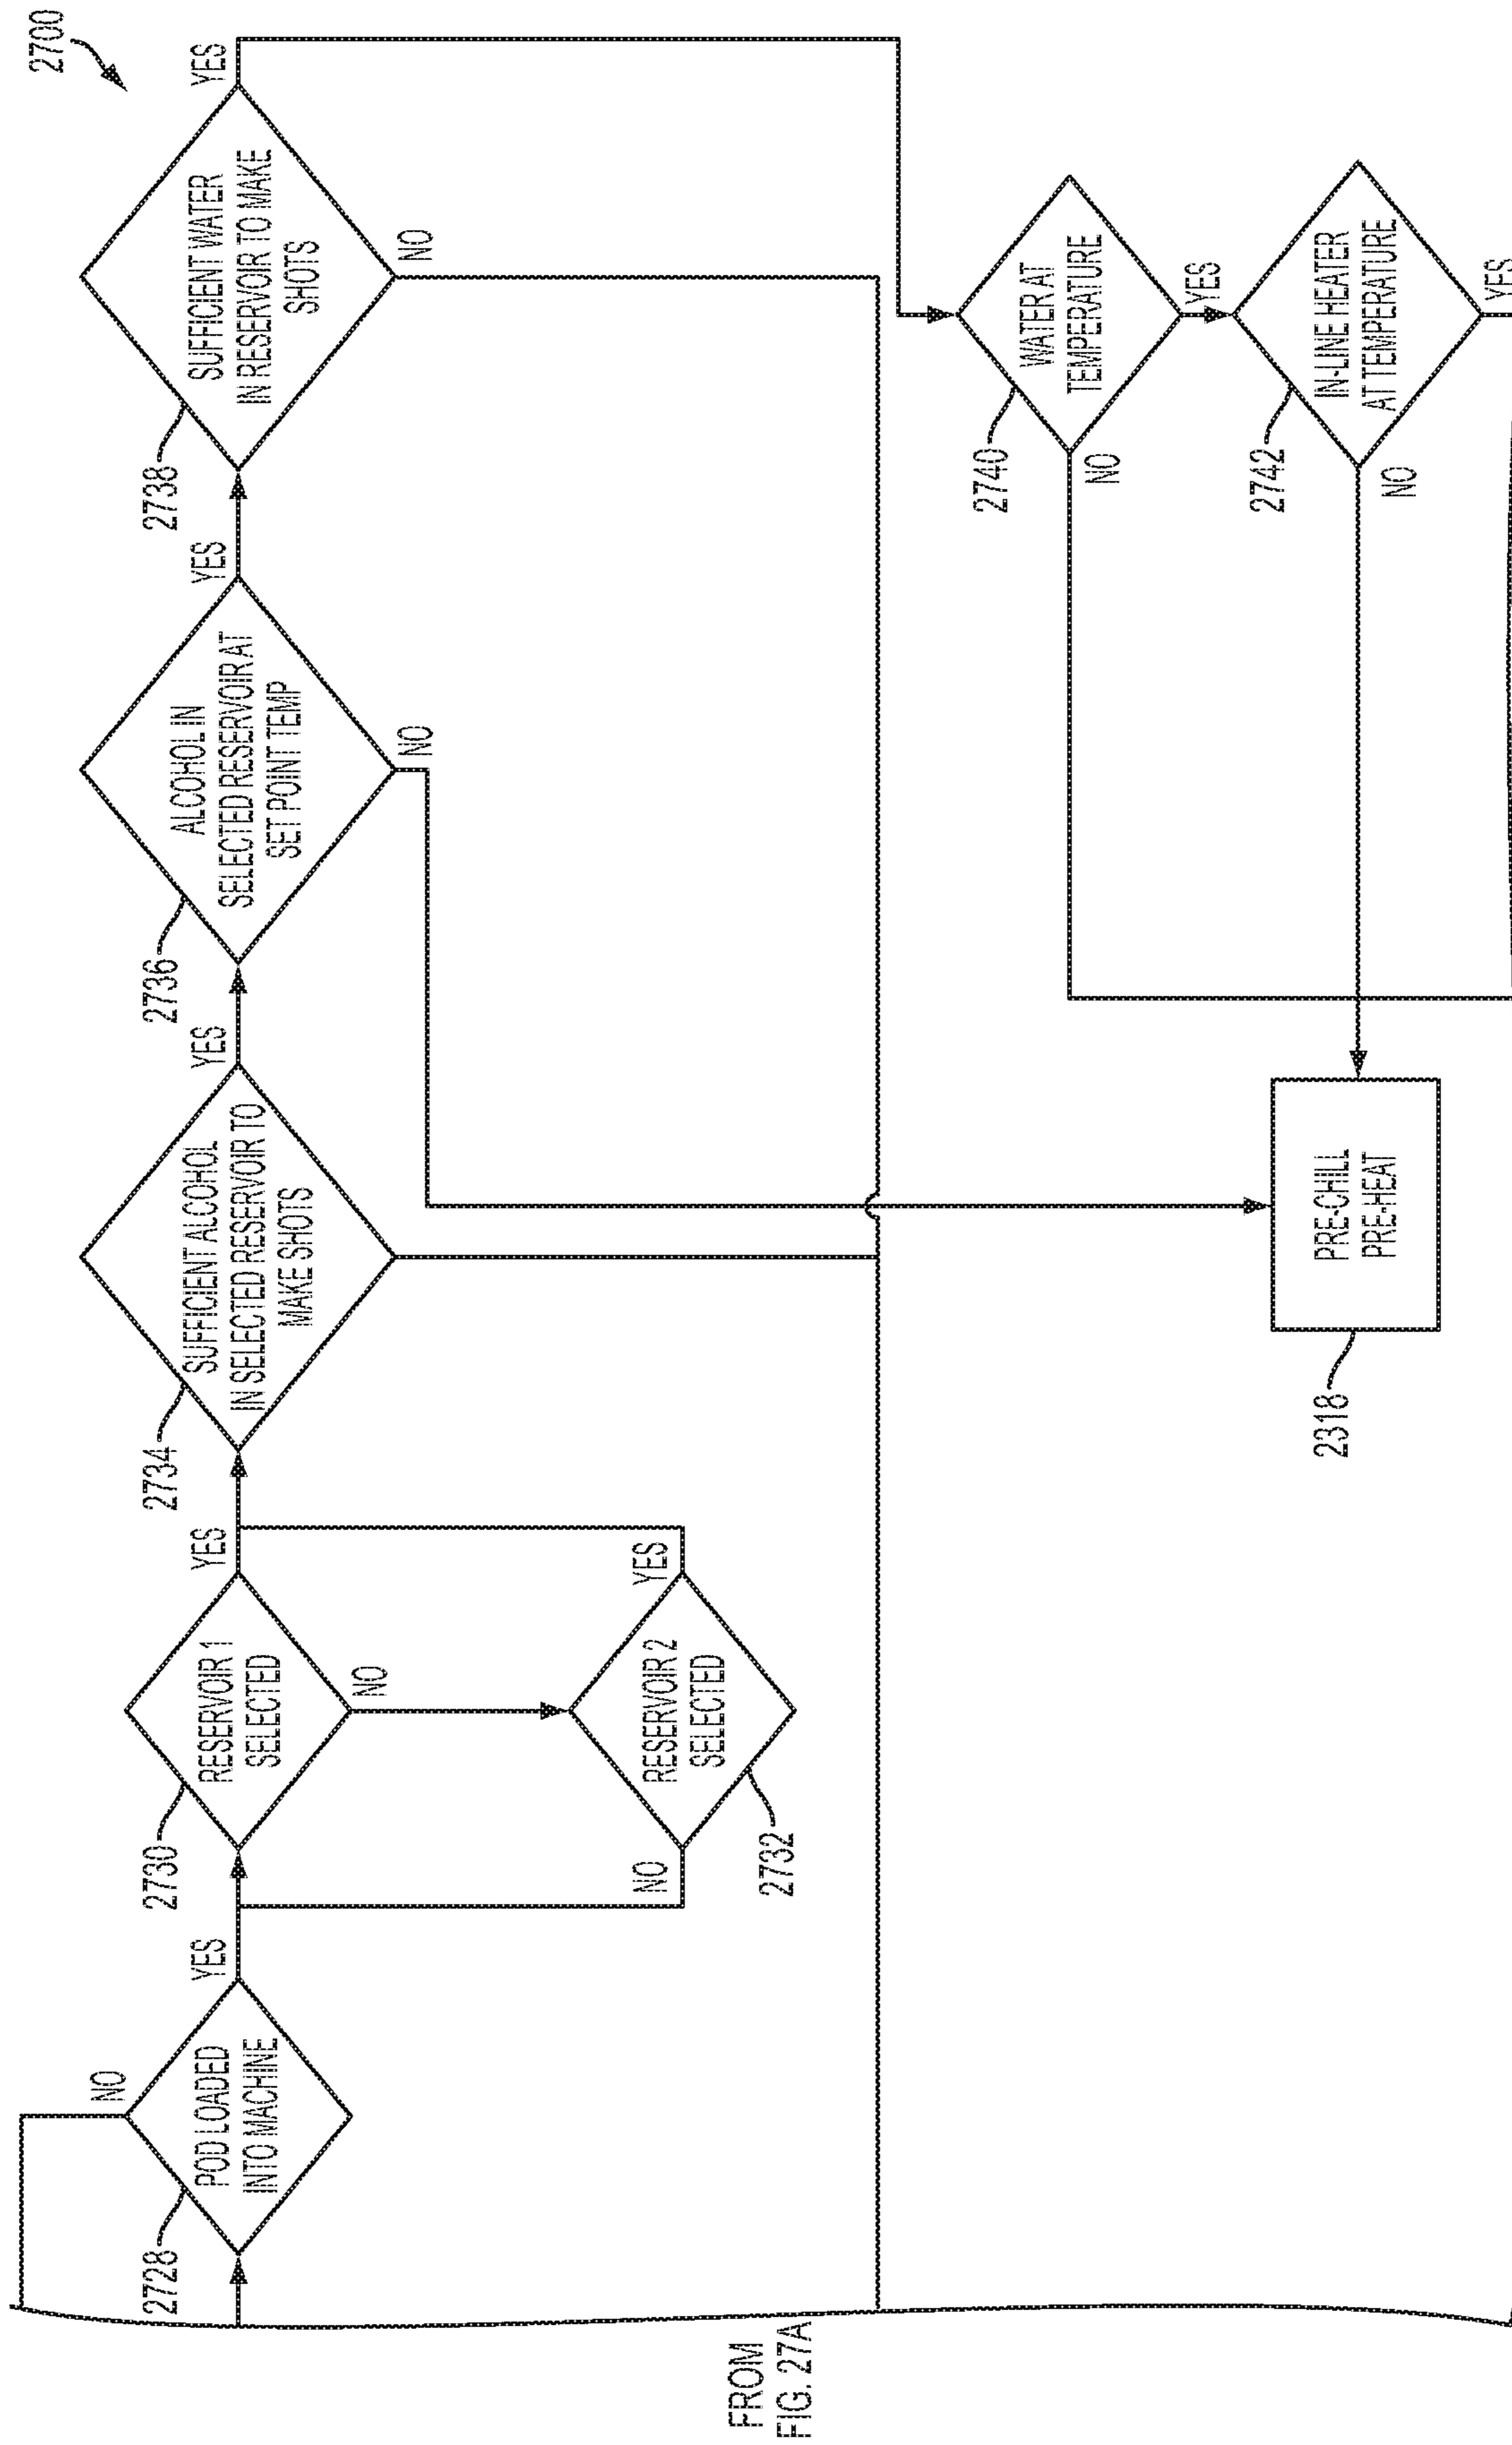 2700
FROM
FIG. 27A
2728
POD LOADED
INTO MACHINE
NO
YES
2730
RESERVOIR 1
SELECTED
YES
NO
2732
RESERVOIR 2
SELECTED
NO
YES
2734
SUFFICIENT ALCOHOL
IN SELECTED RESERVOIR TO
MAKE SHOTS
YES
2736
ALCOHOL IN
SELECTED RESERVOIR AT
SET POINT TEMP
YES
NO
2738
SUFFICIENT WATER
IN RESERVOIR TO MAKE
SHOTS
YES
NO
2740
WATER AT
TEMPERATURE
NO
YES
2742
IN-LINE HEATER
AT TEMPERATURE
NO
YES
2318
PRE-CHILL
PRE-HEAT